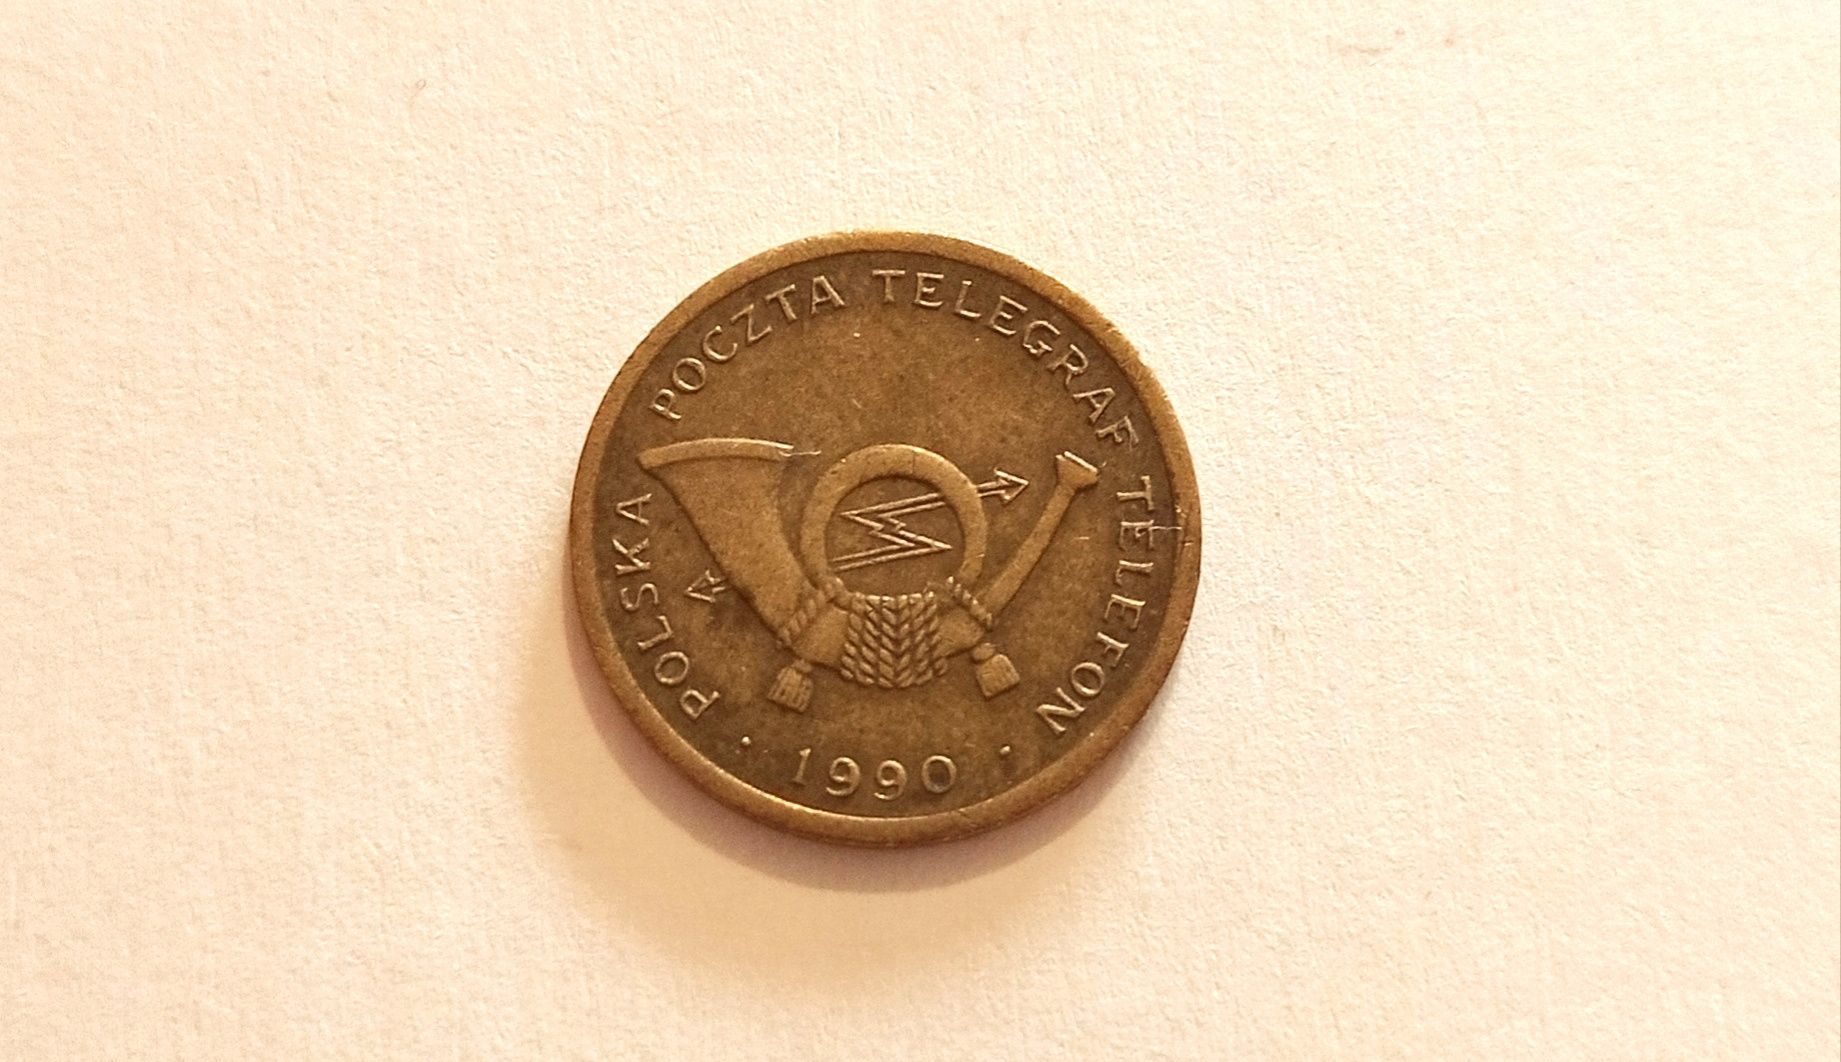 POLSKA POCZTA TELEGRAF TELEFON
· 1990 ·